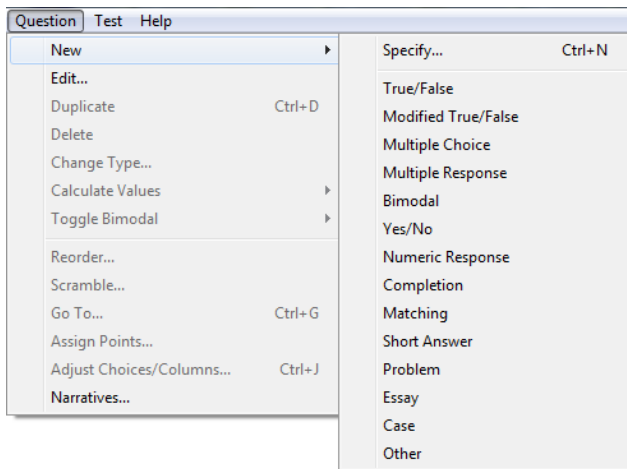 Question Test Help
New
Edit...
Duplicate Ctrl+D
Delete
Change Type...
Calculate Values
Toggle Bimodal
Reorder...
Scramble...
Go To... Ctrl+G
Assign Points...
Adjust Choices/Columns... Ctrl+J
Narratives...
Specify... Ctrl+N
True/False
Modified True/False
Multiple Choice
Multiple Response
Bimodal
Yes/No
Numeric Response
Completion
Matching
Short Answer
Problem
Essay
Case
Other